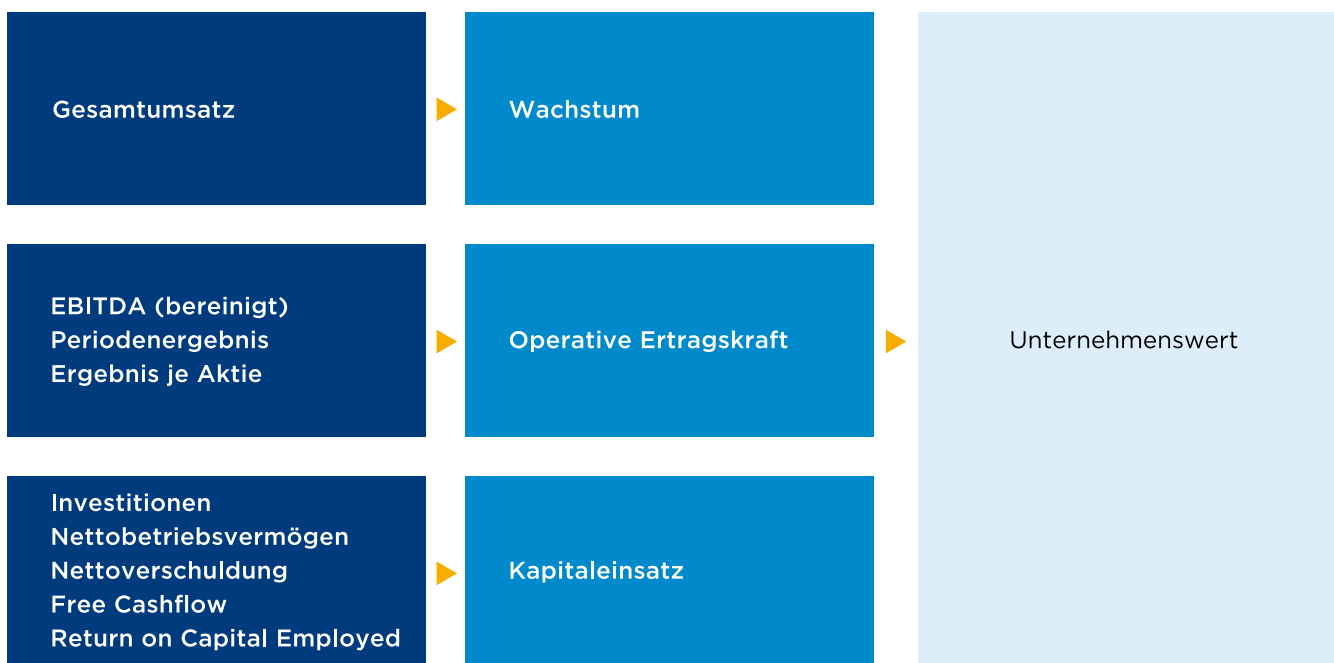 Gesamtumsatz
Wachstum
EBITDA (bereinigt)
Periodenergebnis
Ergebnis je Aktie
Operative Ertragskraft
Unternehmenswert
Investitionen
Nettobetriebsvermögen
Nettoverschuldung
Free Cashflow
Return on Capital Employed
Kapitaleinsatz